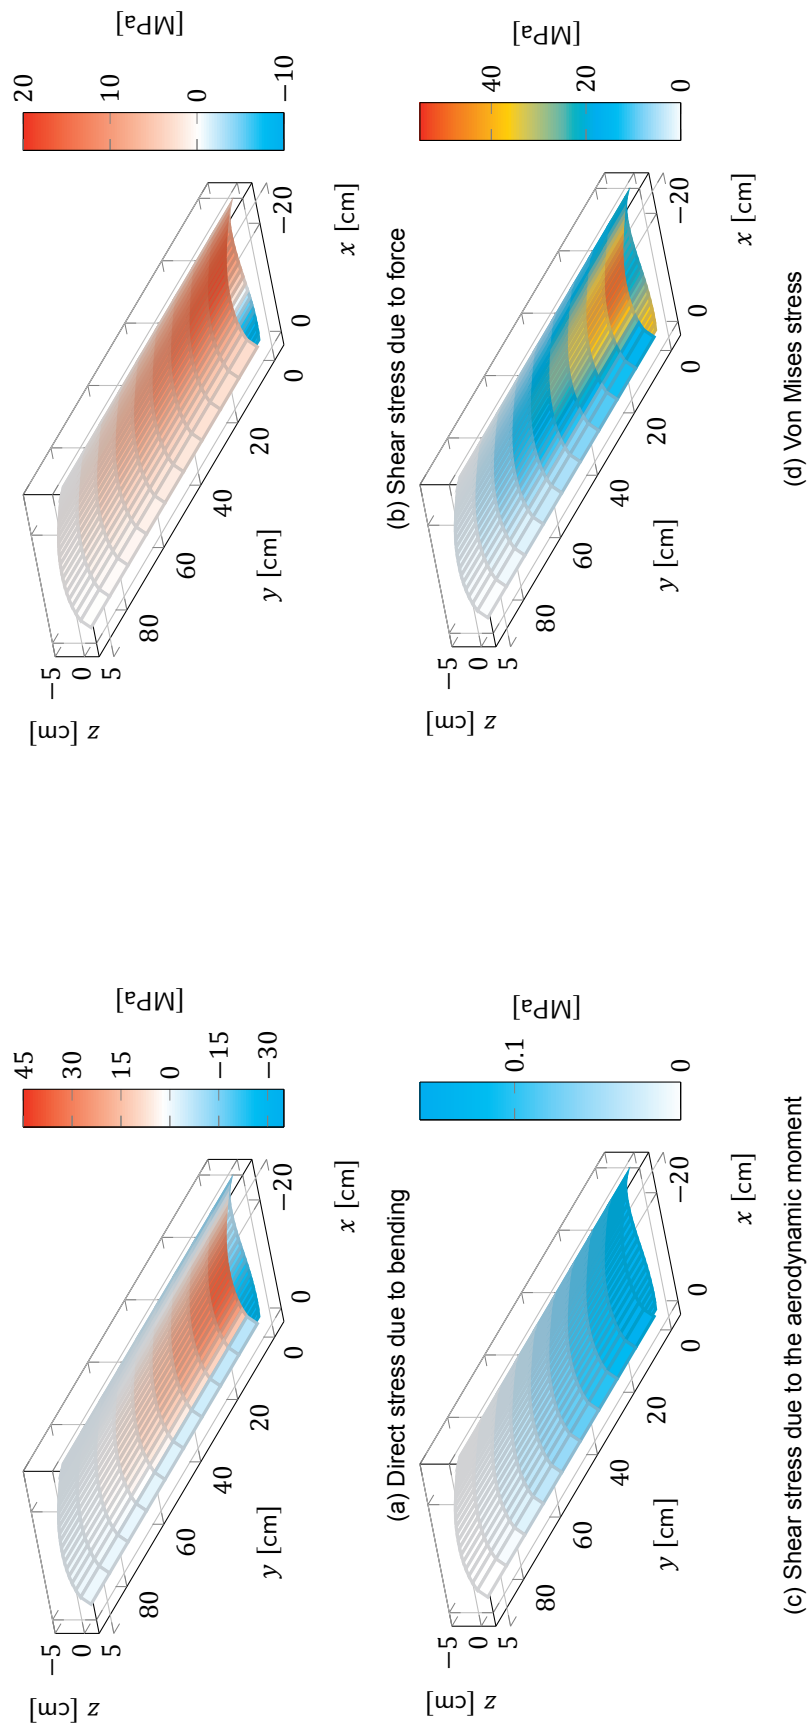 −5
0
5
z [cm]
80
60
40
20
0
y [cm]
0
−20
x [cm]
45
30
15
0
−15
−30
[MPa]
(a) Direct stress due to bending
−5
0
5
z [cm]
80
60
40
20
0
y [cm]
0
−20
x [cm]
20
10
0
−10
[MPa]
(b) Shear stress due to force
−5
0
5
z [cm]
80
60
40
20
0
y [cm]
0
−20
x [cm]
0.1
0
[MPa]
(c) Shear stress due to the aerodynamic moment
−5
0
5
z [cm]
80
60
40
20
0
y [cm]
0
−20
x [cm]
40
20
0
[MPa]
(d) Von Mises stress